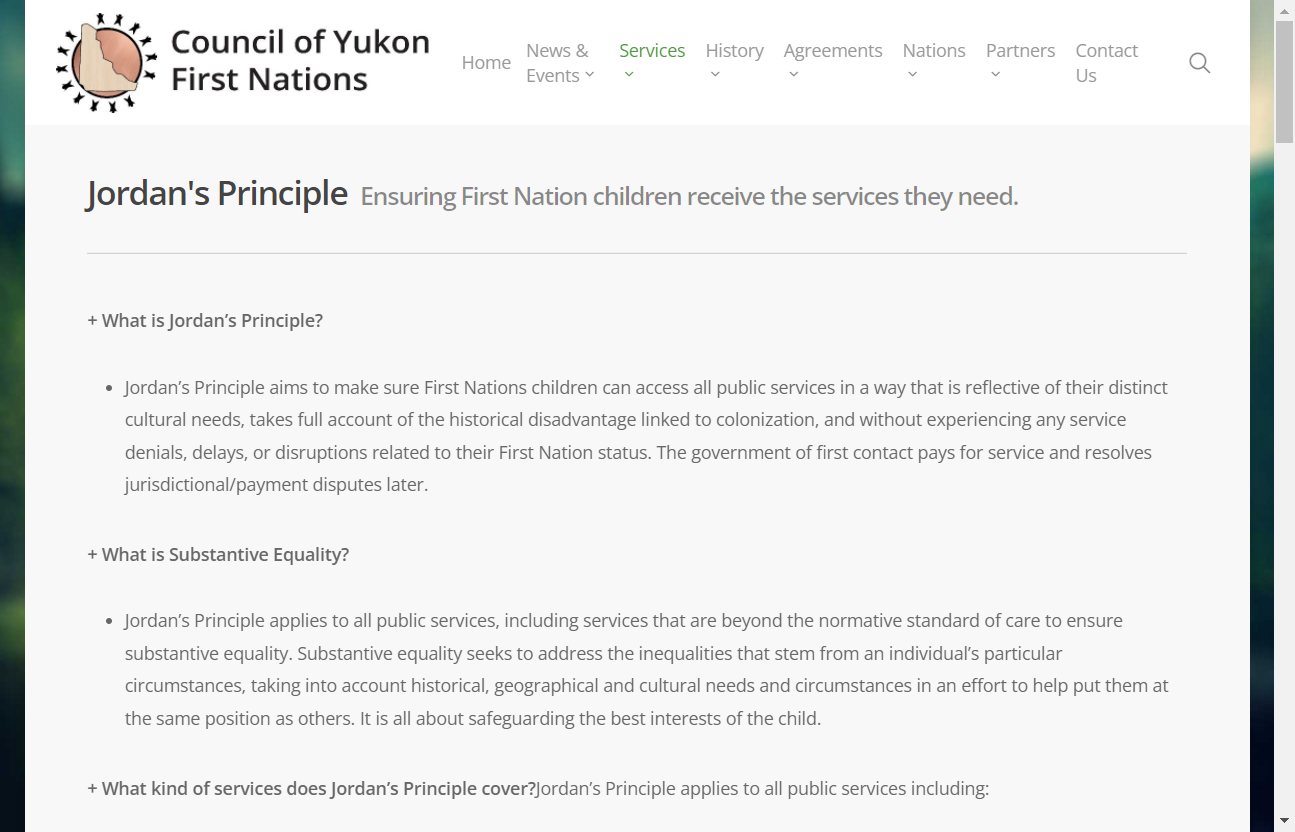 Council of Yukon
First Nations
Home
News &
Events
Services
History
Agreements
Nations
Partners
Contact
Us
Jordan's Principle Ensuring First Nation children receive the services they need.
+ What is Jordan’s Principle?
• Jordan’s Principle aims to make sure First Nations children can access all public services in a way that is reflective of their distinct
cultural needs, takes full account of the historical disadvantage linked to colonization, and without experiencing any service
denials, delays, or disruptions related to their First Nation status. The government of first contact pays for service and resolves
jurisdictional/payment disputes later.
+ What is Substantive Equality?
• Jordan’s Principle applies to all public services, including services that are beyond the normative standard of care to ensure
substantive equality. Substantive equality seeks to address the inequalities that stem from an individual’s particular
circumstances, taking into account historical, geographical and cultural needs and circumstances in an effort to help put them at
the same position as others. It is all about safeguarding the best interests of the child.
+ What kind of services does Jordan’s Principle cover?Jordan’s Principle applies to all public services including: